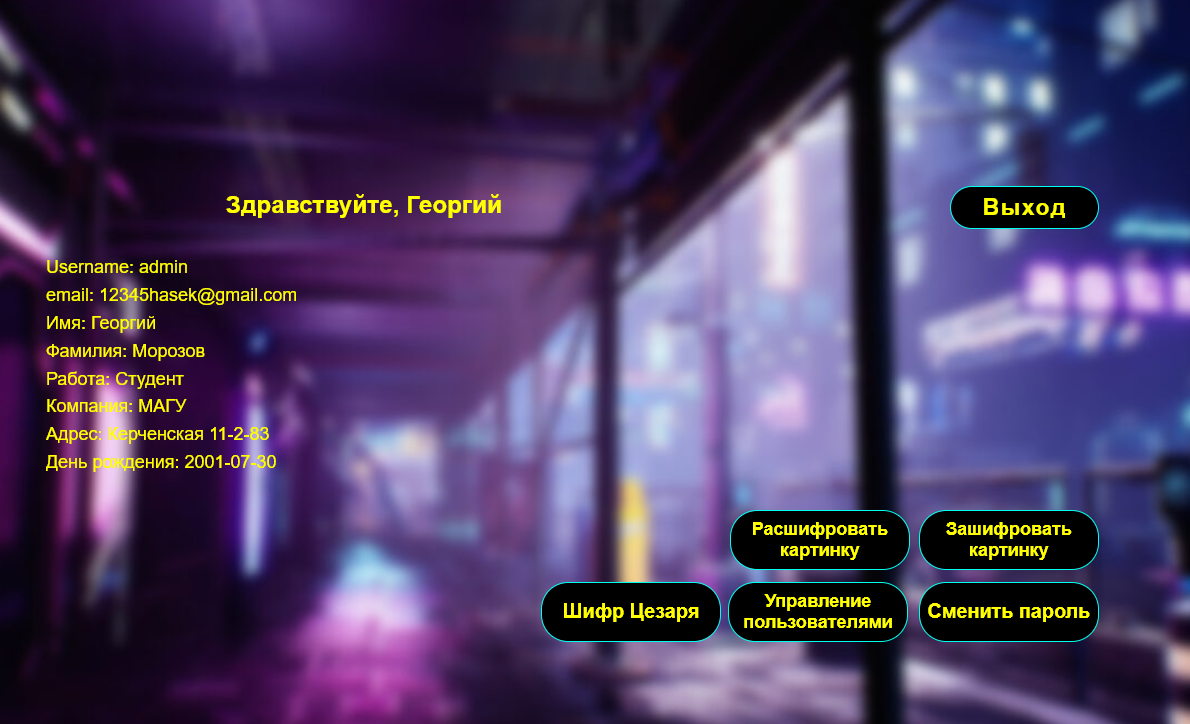 Здравствуйте, Георгий
Выход
Username: admin
email: 12345hasek@gmail.com
Имя: Георгий
Фамилия: Морозов
Работа: Студент
Компания: МАГУ
Адрес: Керченская 11-2-83
День рождения: 2001-07-30
Расшифровать
картинку
Зашифровать
картинку
Шифр Цезаря
Управление
пользователями
Сменить пароль